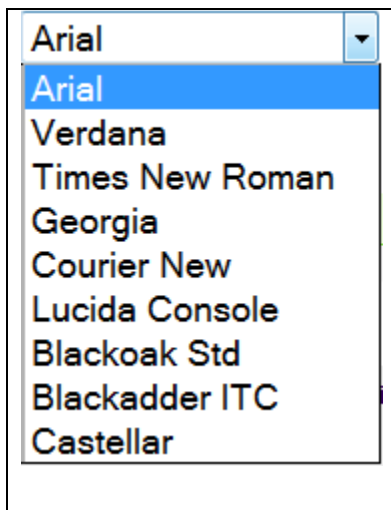 Arial
Arial
Verdana
Times New Roman
Georgia
Courier New
Lucida Console
Blackoak Std
Blackadder ITC
Castellar